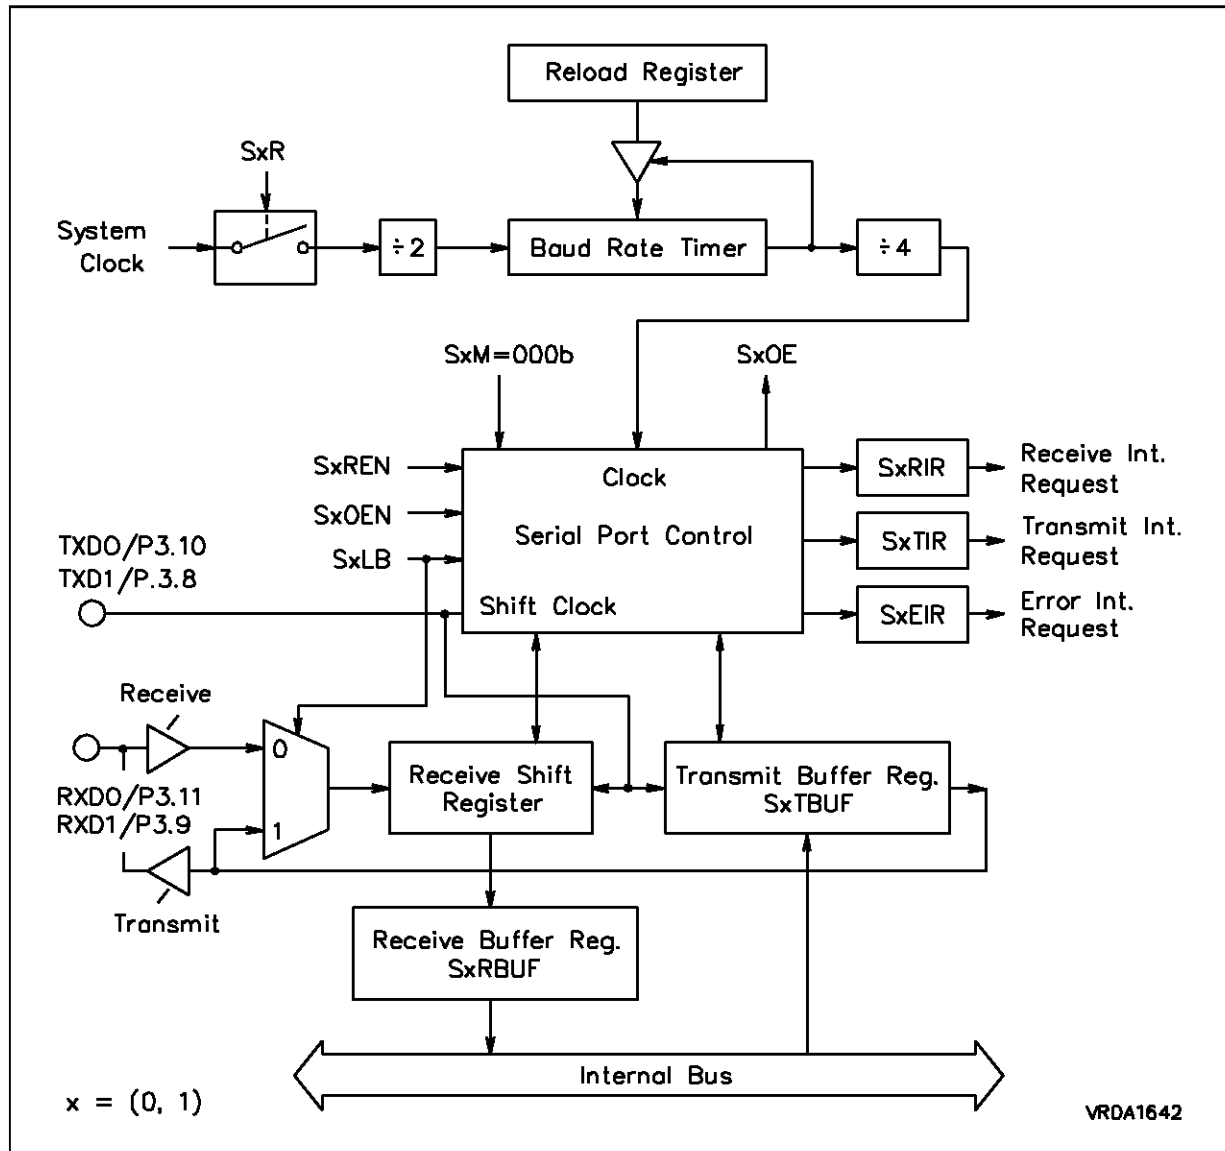 Reload Register
SxR
System
Clock
÷2
Baud Rate Timer
÷4
SxM=000b
SxOE
SxREN
SxOEN
SxLB
Clock
Serial Port Control
Shift Clock
SxRIR
Receive Int.
Request
SxTIR
Transmit Int.
Request
SxEIR
Error Int.
Request
TXD0/P3.10
TXD1/P.3.8
Receive
0
1
RXD0/P3.11
RXD1/P3.9
Transmit
Receive Shift
Register
Transmit Buffer Reg.
SxTBUF
Receive Buffer Reg.
SxRBUF
Internal Bus
x = (0, 1)
VRDA1642